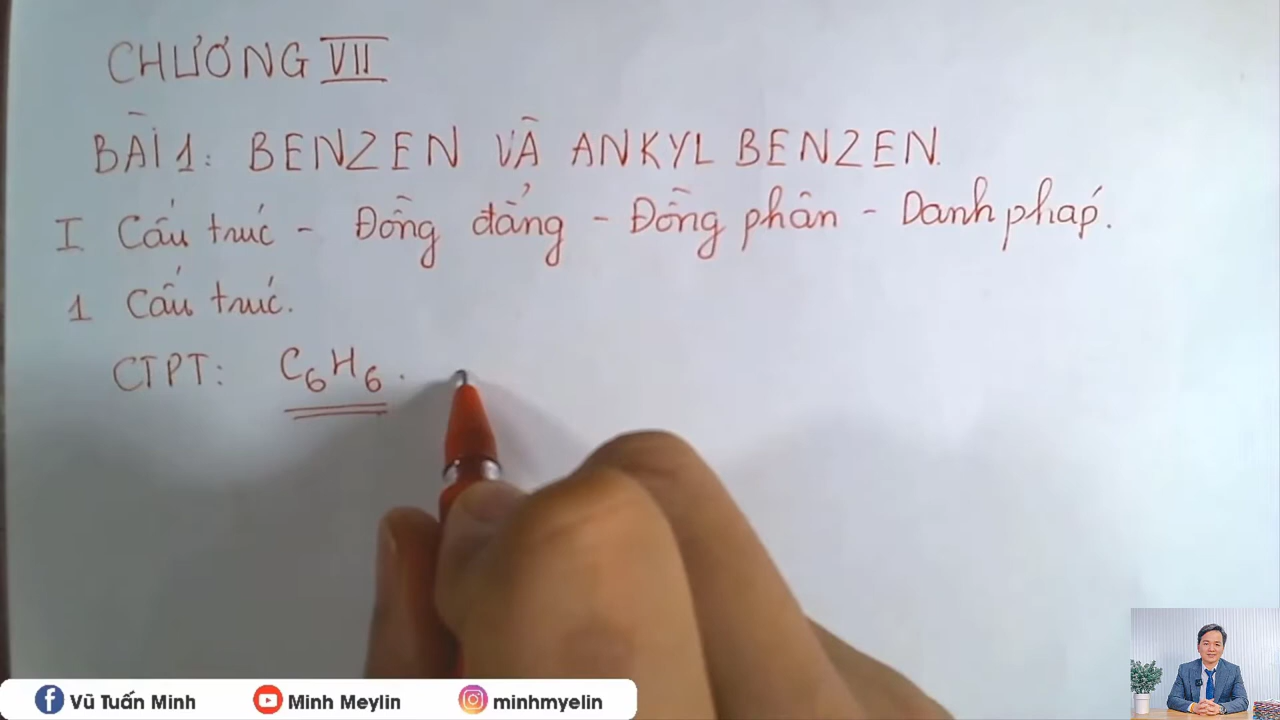 CHƯƠNG VII
BÀI 1: BENZEN VÀ ANKYL BENZEN.
I Cấu trúc - Đồng đẳng - Đồng phân - Danh pháp.
1 Cấu trúc.
CTPT: C₆H₆.
Vũ Tuấn Minh Minh Meylin minhmyelin